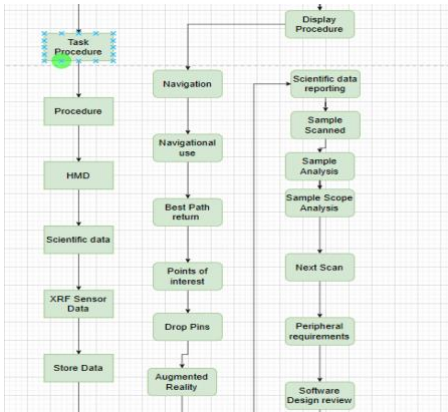 Task
Procedure
Procedure
HMD
Scientific data
XRF Sensor
Data
Store Data
Navigation
Navigational
use
Best Path
return
Points of
interest
Drop Pins
Augmented
Reality
Display
Procedure
Scientific data
reporting
Sample
Scanned
Sample
Analysis
Sample Scope
Analysis
Next Scan
Peripheral
requirements
Software
Design review